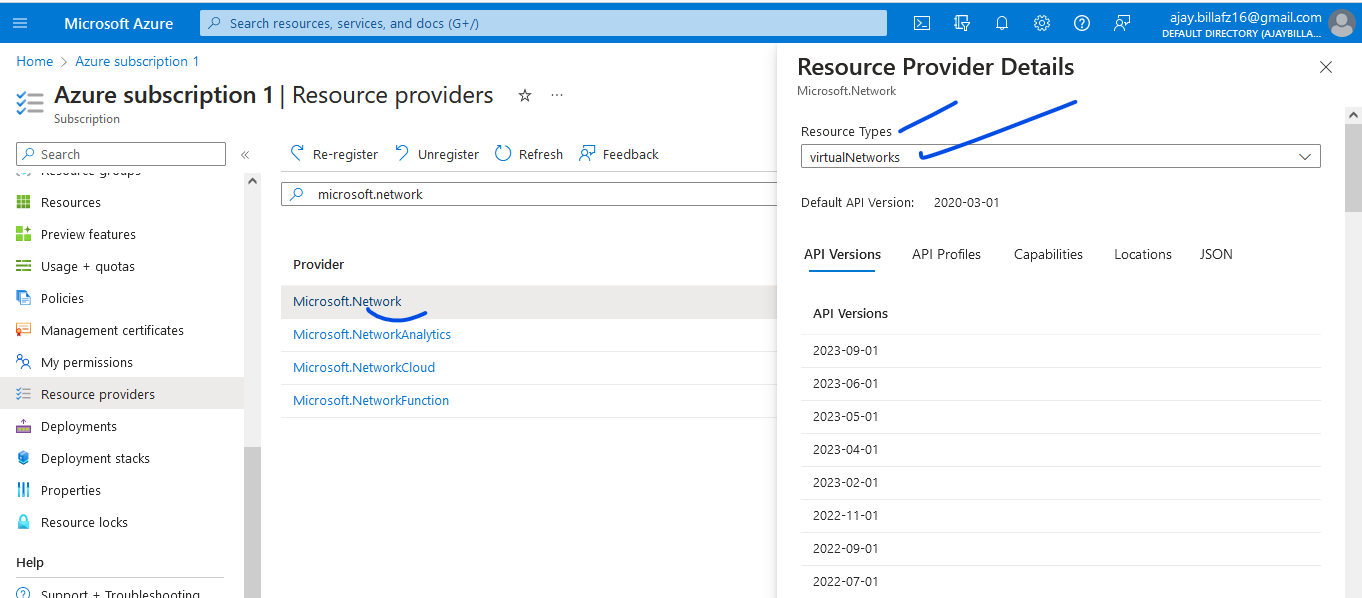 Microsoft Azure
Search resources, services, and docs (G+/)
ajay.billafz16@gmail.com
DEFAULT DIRECTORY (AJAYBILLA...
Home > Azure subscription 1
Azure subscription 1 | Resource providers
Subscription
Search
Resource groups
Resources
Preview features
Usage + quotas
Policies
Management certificates
My permissions
Resource providers
Deployments
Deployment stacks
Properties
Resource locks
Help
Support + Troubleshooting
Re-register
Unregister
Refresh
Feedback
microsoft.network
Provider
Microsoft.Network
Microsoft.NetworkAnalytics
Microsoft.NetworkCloud
Microsoft.NetworkFunction
Resource Provider Details
Microsoft.Network
Resource Types
virtualNetworks
Default API Version: 2020-03-01
API Versions API Profiles Capabilities Locations JSON
API Versions
2023-09-01
2023-06-01
2023-05-01
2023-04-01
2023-02-01
2022-11-01
2022-09-01
2022-07-01